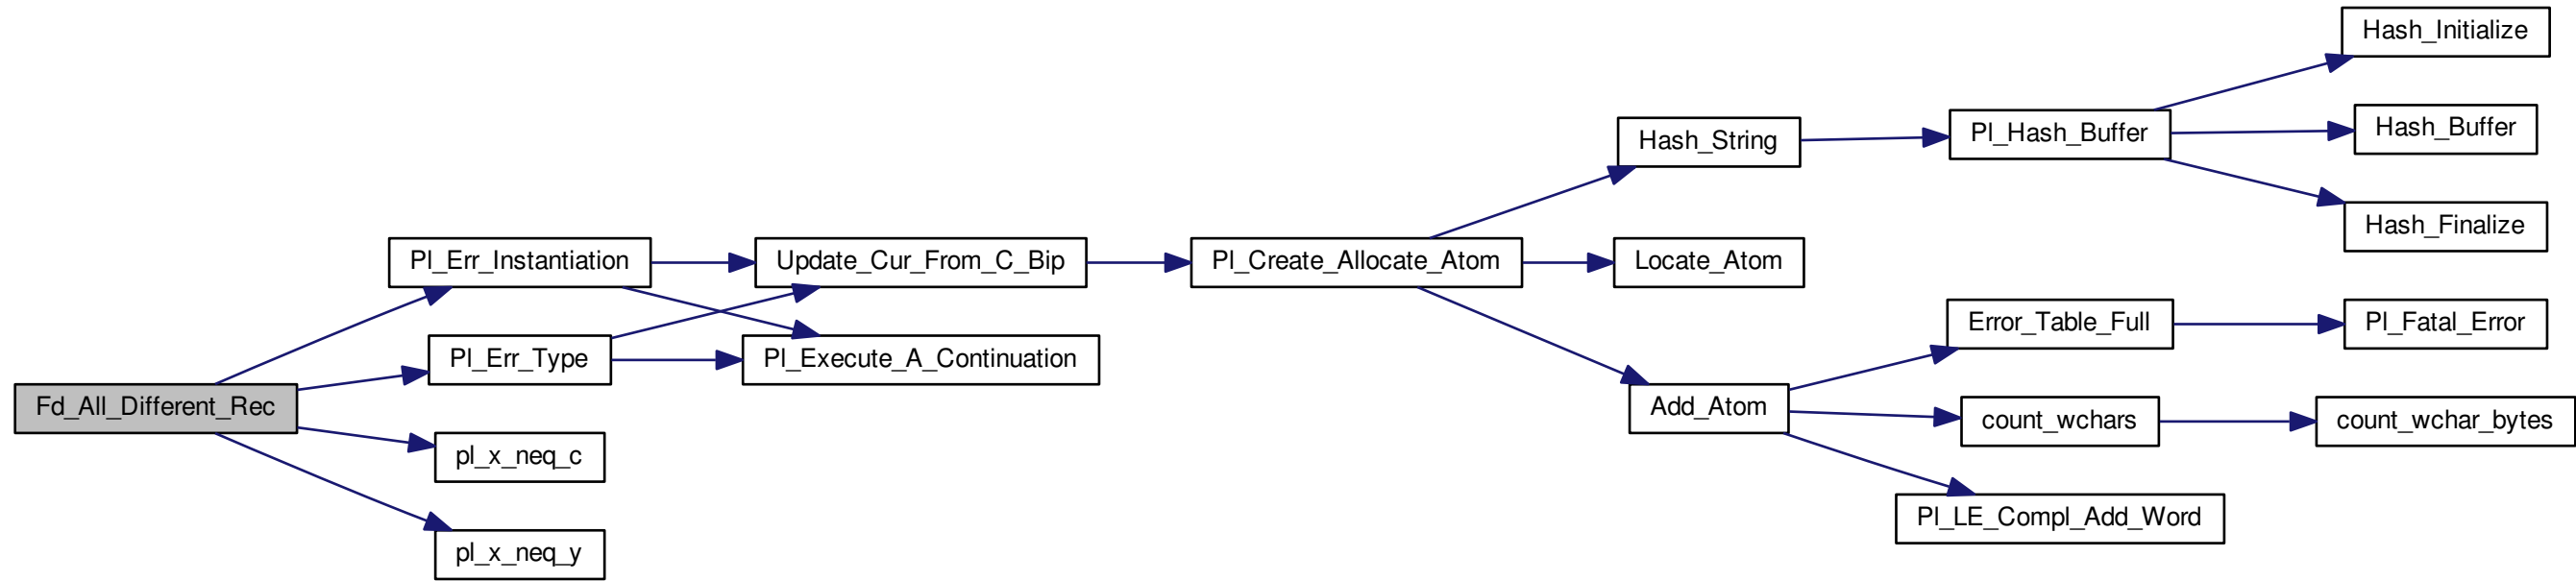 Fd_All_Different_Rec
Pl_Err_Instantiation
Pl_Err_Type
pl_x_neq_c
pl_x_neq_y
Update_Cur_From_C_Bip
Pl_Execute_A_Continuation
Pl_Create_Allocate_Atom
Hash_String
Locate_Atom
Add_Atom
Pl_Hash_Buffer
Error_Table_Full
count_wchars
Pl_LE_Compl_Add_Word
Hash_Initialize
Hash_Buffer
Hash_Finalize
Pl_Fatal_Error
count_wchar_bytes